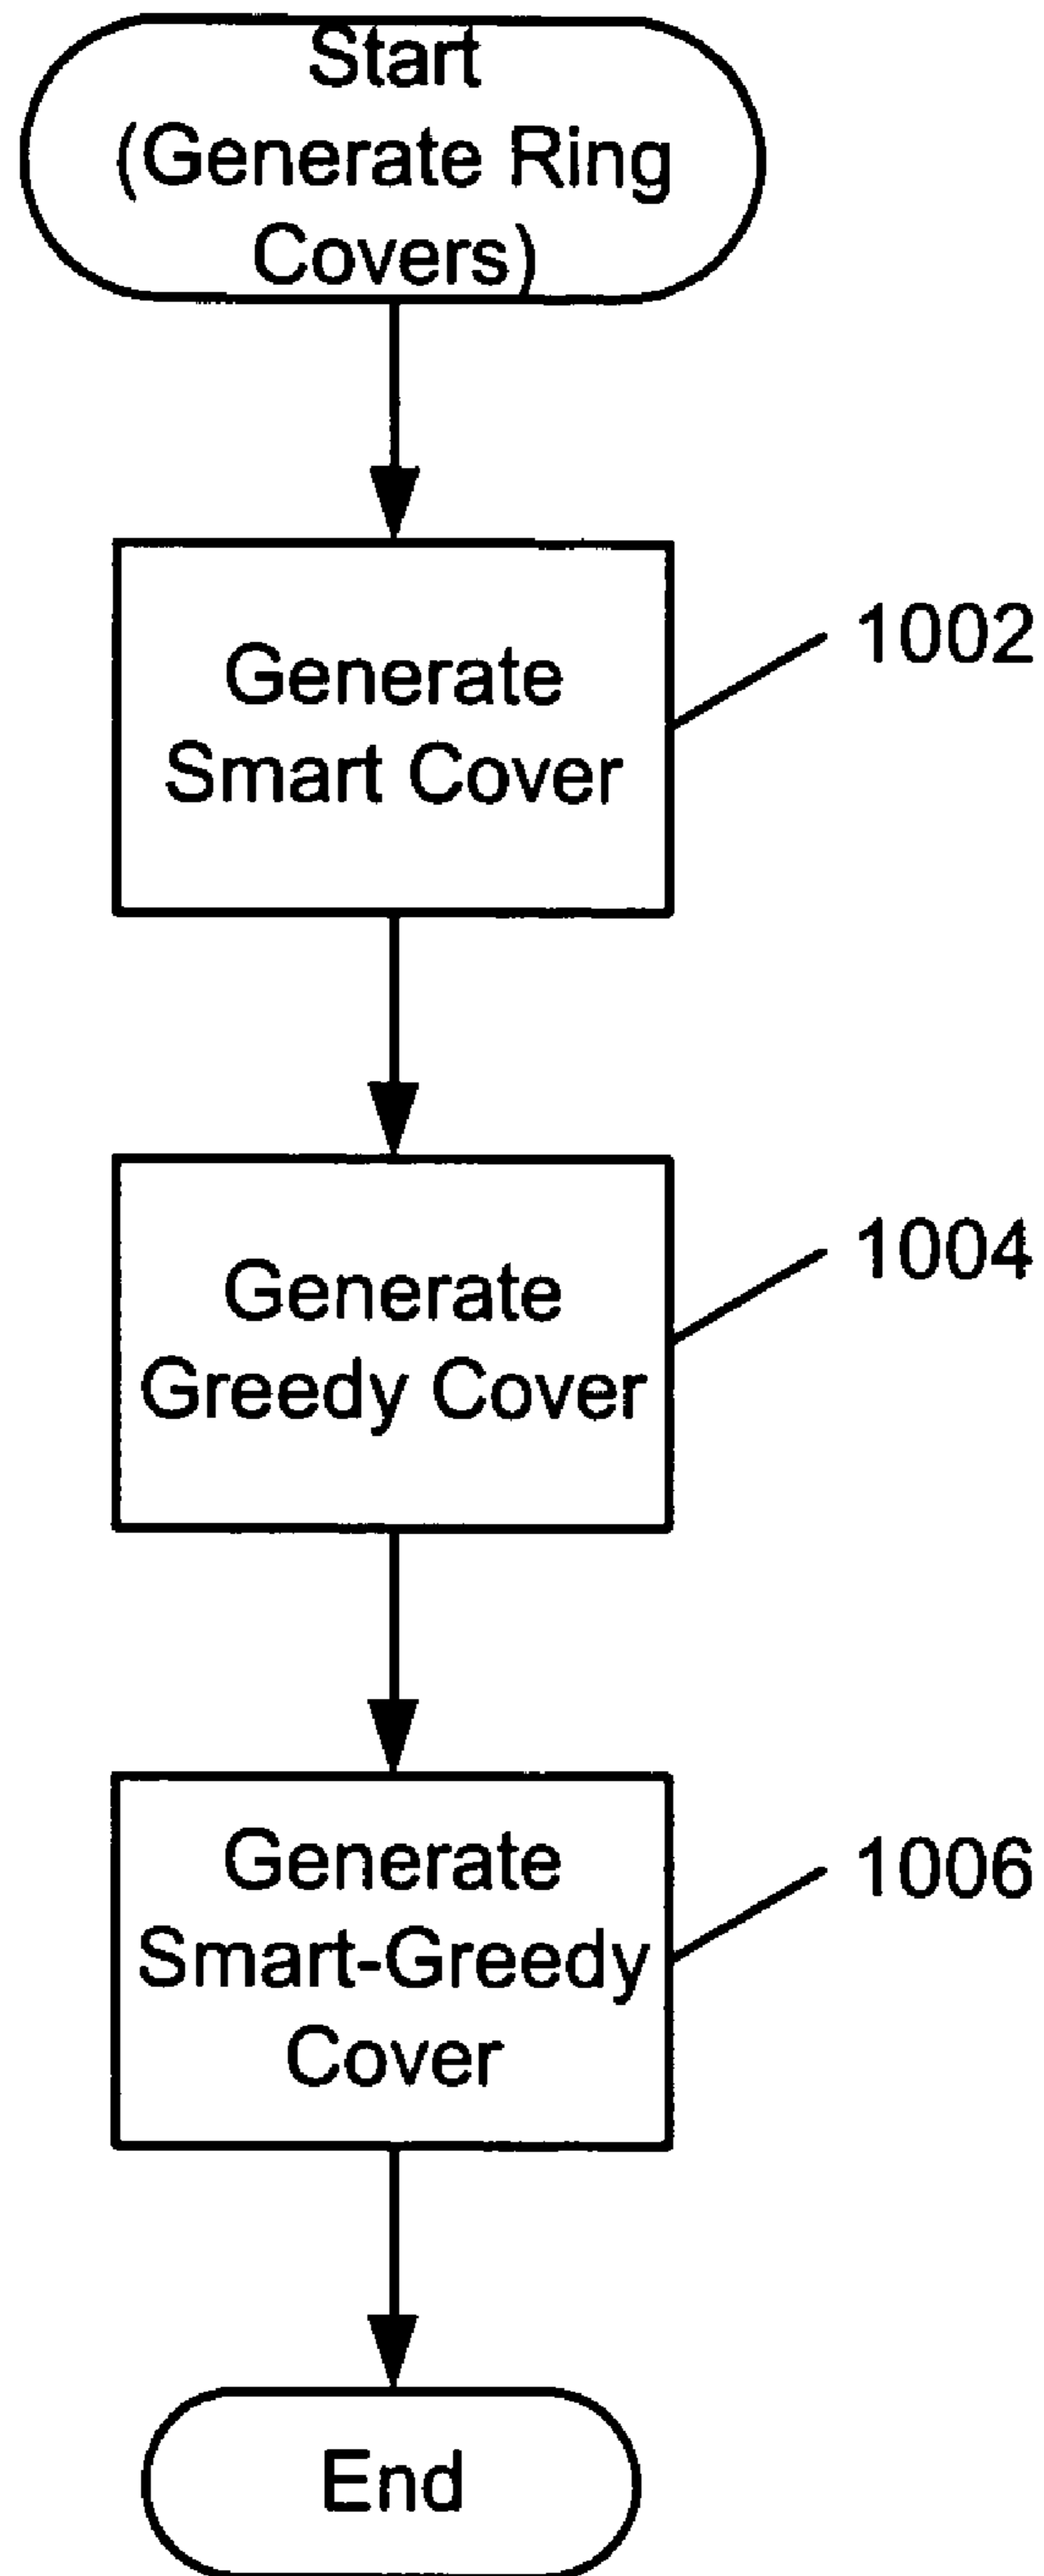 Start
(Generate Ring
Covers)
Generate
Smart Cover
1002
Generate
Greedy Cover
1004
Generate
Smart-Greedy
Cover
1006
End